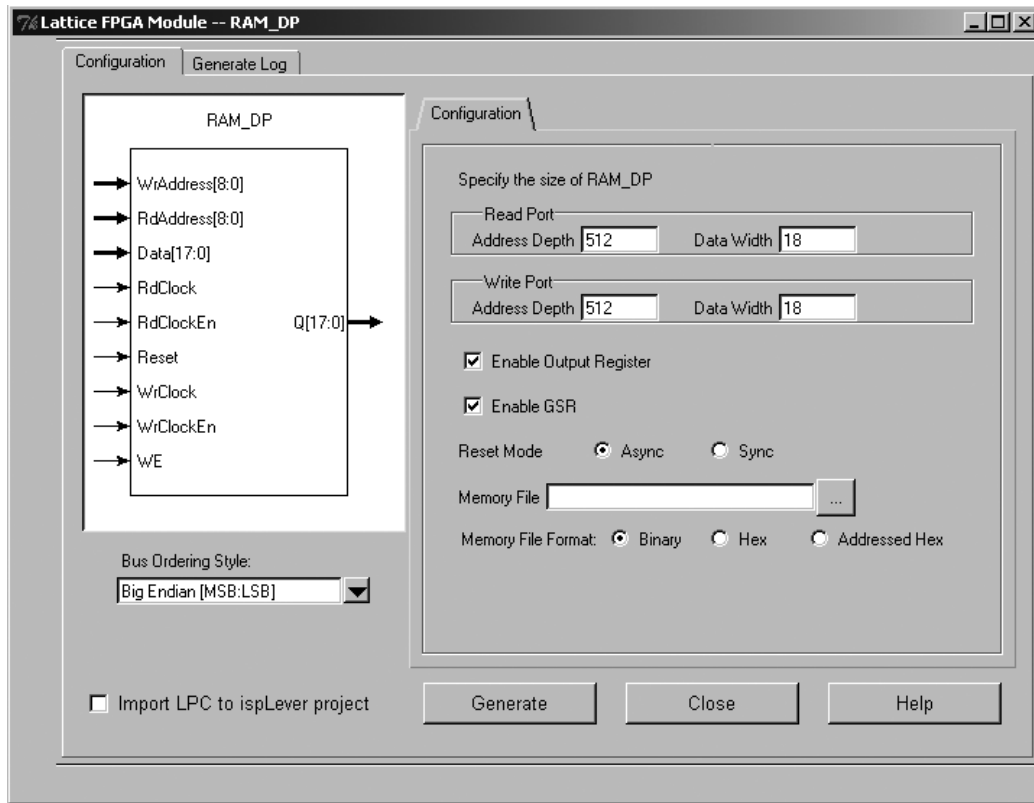 Lattice FPGA Module -- RAM_DP
Configuration
Generate Log
RAM_DP
WrAddress[8:0]
RdAddress[8:0]
Data[17:0]
RdClock
RdClockEn Q[17:0]
Reset
WrClock
WrClockEn
WE
Bus Ordering Style:
Big Endian [MSB:LSB]
Configuration
Specify the size of RAM_DP
Read Port
Address Depth 512 Data Width 18
Write Port
Address Depth 512 Data Width 18
Enable Output Register
Enable GSR
Reset Mode Async Sync
Memory File ...
Memory File Format: Binary Hex Addressed Hex
Import LPC to ispLever project
Generate Close Help